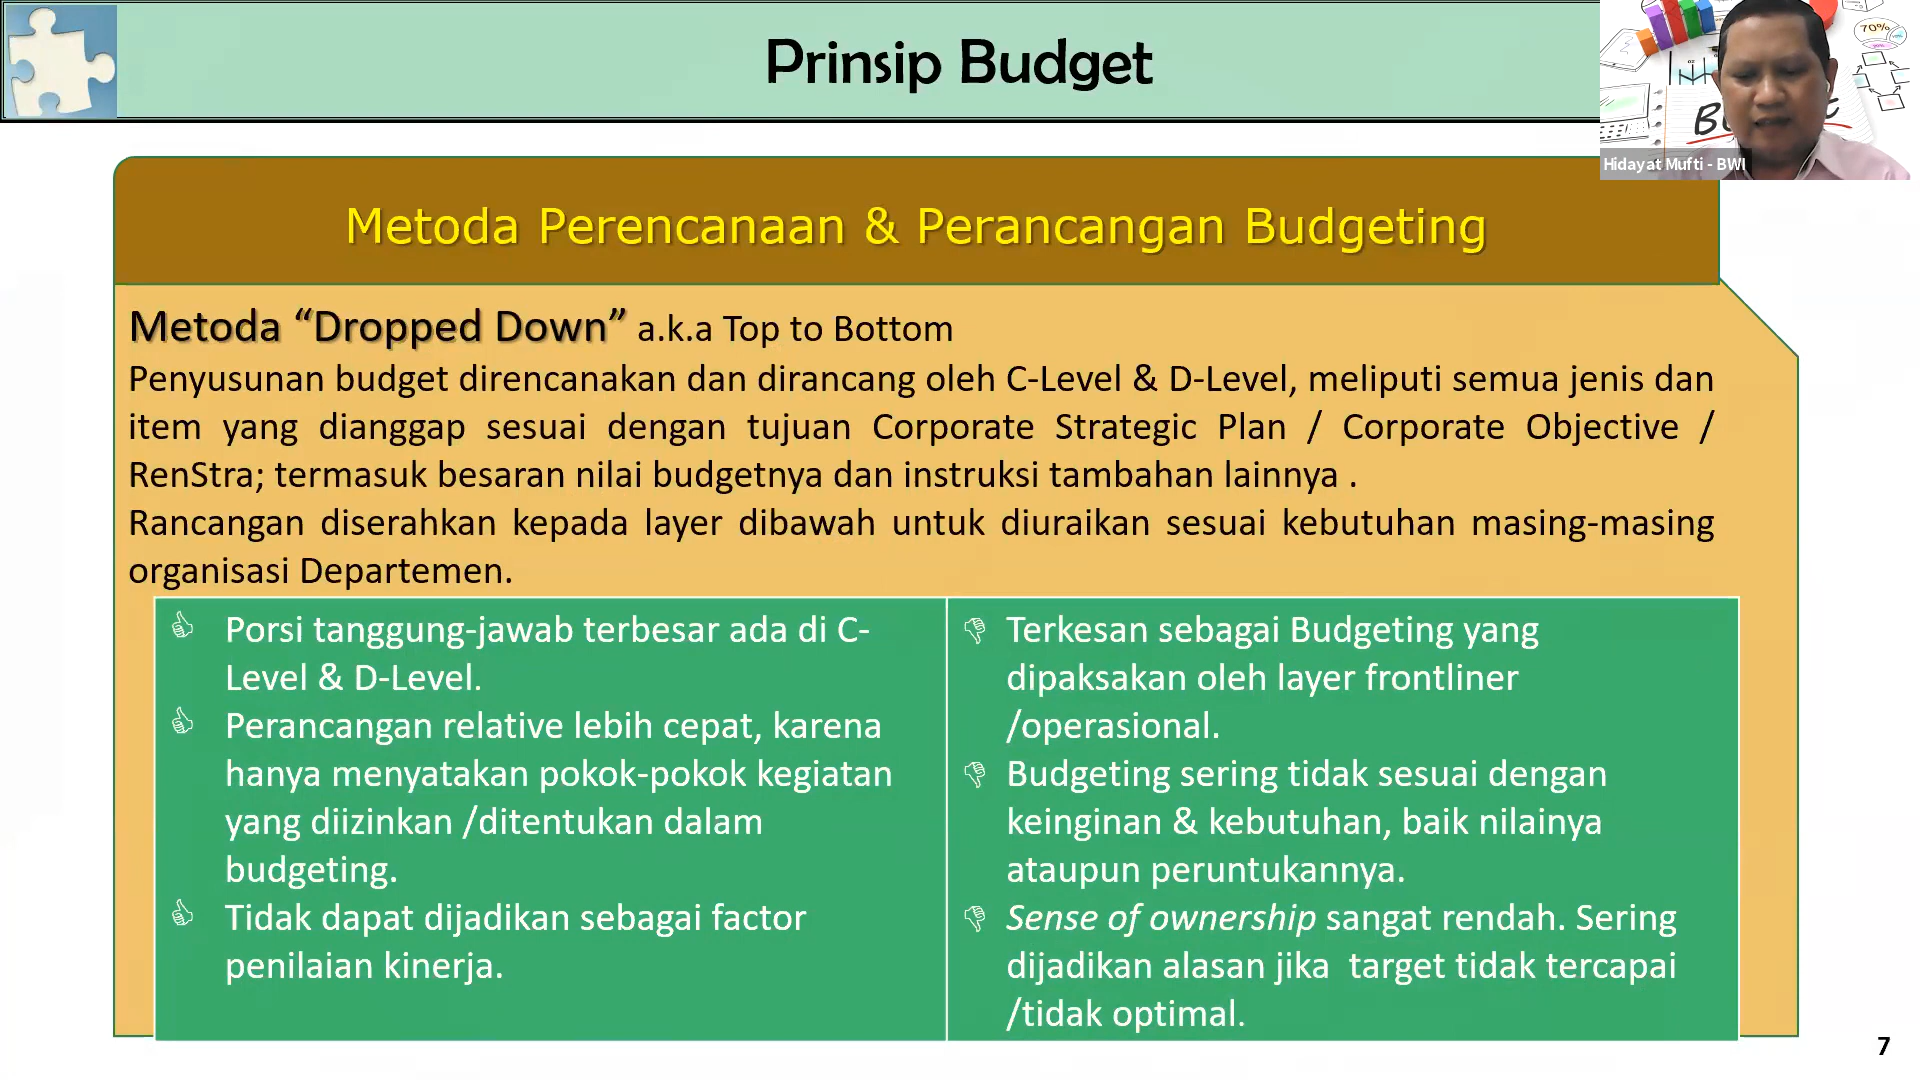 Prinsip Budget
70%
Hidayat Mufti - BWI
Metoda Perencanaan & Perancangan Budgeting
Metoda “Dropped Down” a.k.a Top to Bottom
Penyusunan budget direncanakan dan dirancang oleh C-Level & D-Level, meliputi semua jenis dan
item yang dianggap sesuai dengan tujuan Corporate Strategic Plan / Corporate Objective /
RenStra; termasuk besaran nilai budgetnya dan instruksi tambahan lainnya .
Rancangan diserahkan kepada layer dibawah untuk diuraikan sesuai kebutuhan masing-masing
organisasi Departemen.
Porsi tanggung-jawab terbesar ada di C-
Level & D-Level.
Perancangan relative lebih cepat, karena
hanya menyatakan pokok-pokok kegiatan
yang diizinkan /ditentukan dalam
budgeting.
Tidak dapat dijadikan sebagai factor
penilaian kinerja.
Terkesan sebagai Budgeting yang
dipaksakan oleh layer frontliner
/operasional.
Budgeting sering tidak sesuai dengan
keinginan & kebutuhan, baik nilainya
ataupun peruntukannya.
Sense of ownership sangat rendah. Sering
dijadikan alasan jika  target tidak tercapai
/tidak optimal.
7